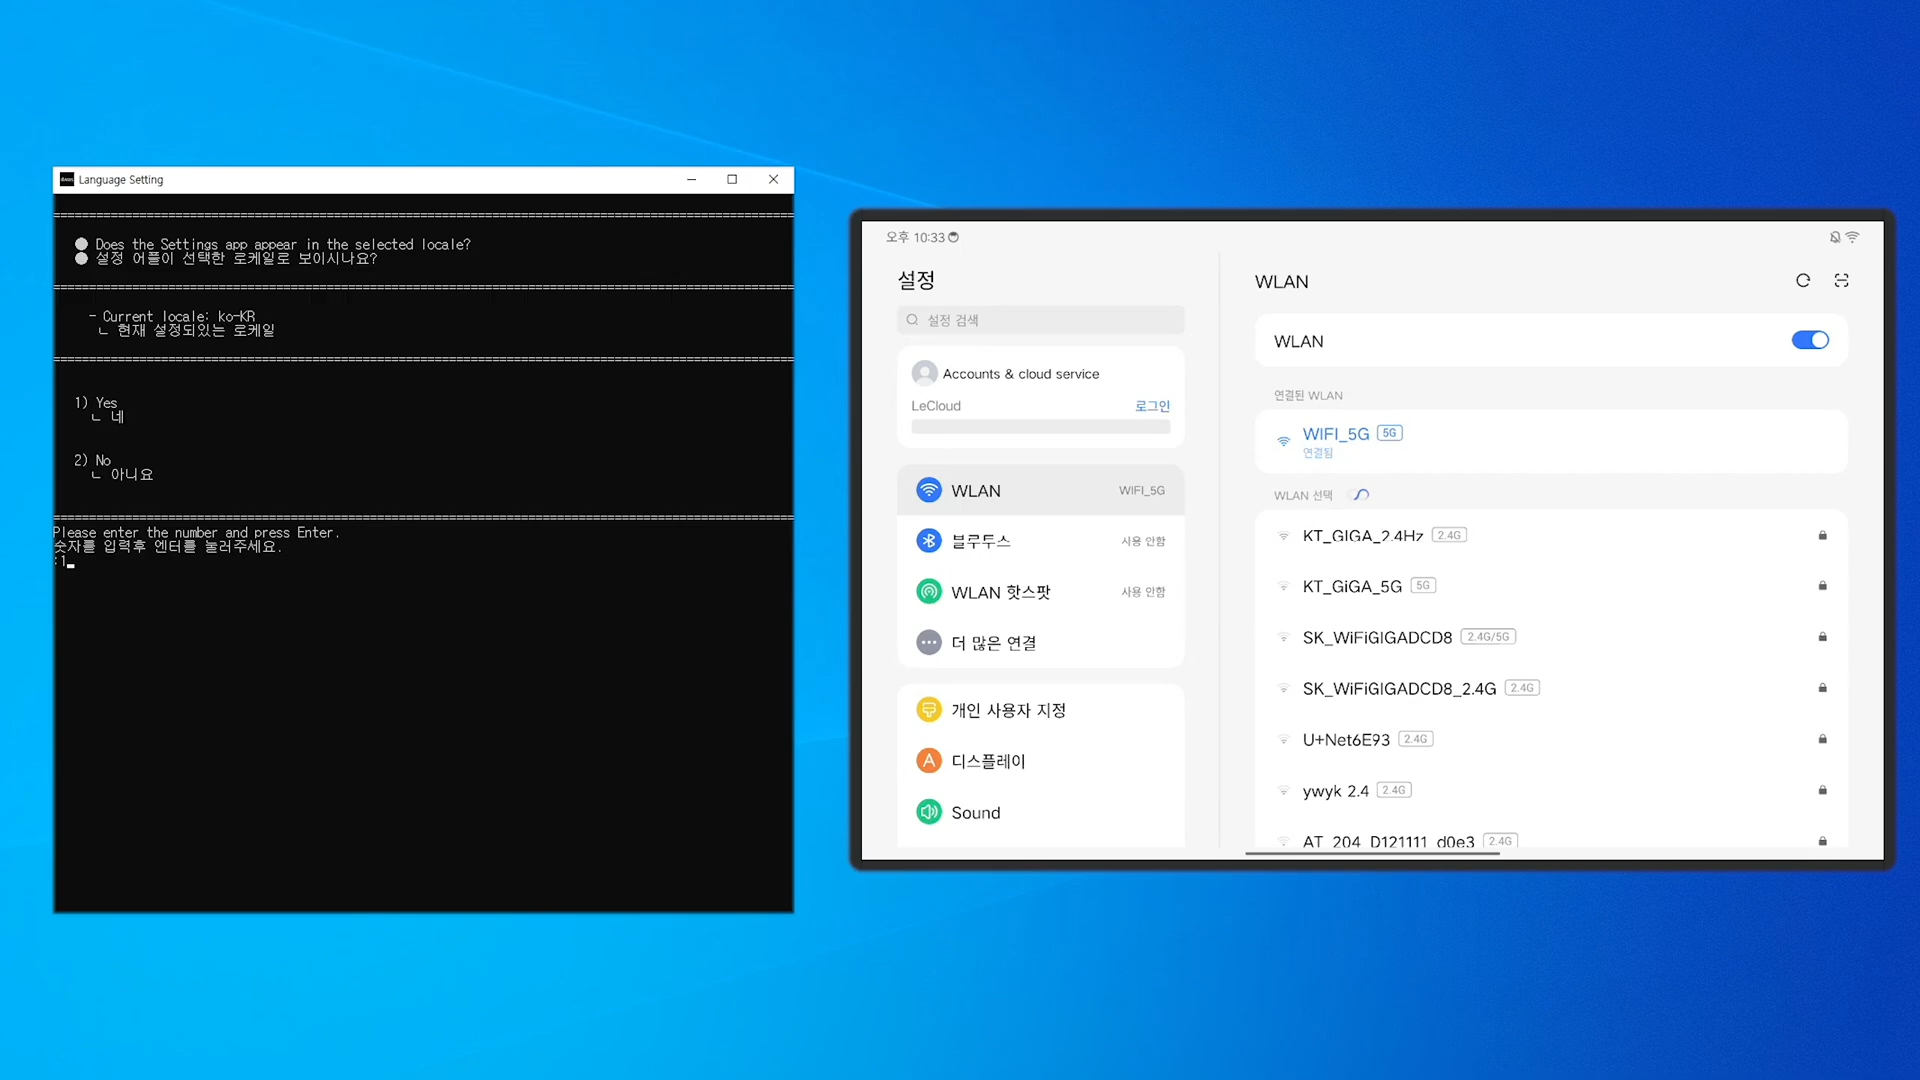 Language Setting
Does the Settings app appear in the selected locale?
설정 어플이 선택한 로케일로 보이시나요?
- Current locale: ko-KR
ㄴ 현재 설정되있는 로케일
1) Yes
ㄴ 네
2) No
ㄴ 아니요
Please enter the number and press Enter.
숫자를 입력후 엔터를 눌러주세요.
:1
오후 10:33
설정
설정 검색
Accounts & cloud service
LeCloud 로그인
WLAN WIFI_5G
블루투스 사용 안함
WLAN 핫스팟 사용 안함
더 많은 연결
개인 사용자 지정
디스플레이
Sound
WLAN
WLAN
연결된 WLAN
WIFI_5G 5G
연결됨
WLAN 선택
KT_GIGA_2.4Hz 2.4G
KT_GiGA_5G 5G
SK_WiFiGIGADCD8 2.4G/5G
SK_WiFiGIGADCD8_2.4G 2.4G
U+Net6E93 2.4G
ywyk 2.4 2.4G
AT_204_D121111_d0e3 2.4G